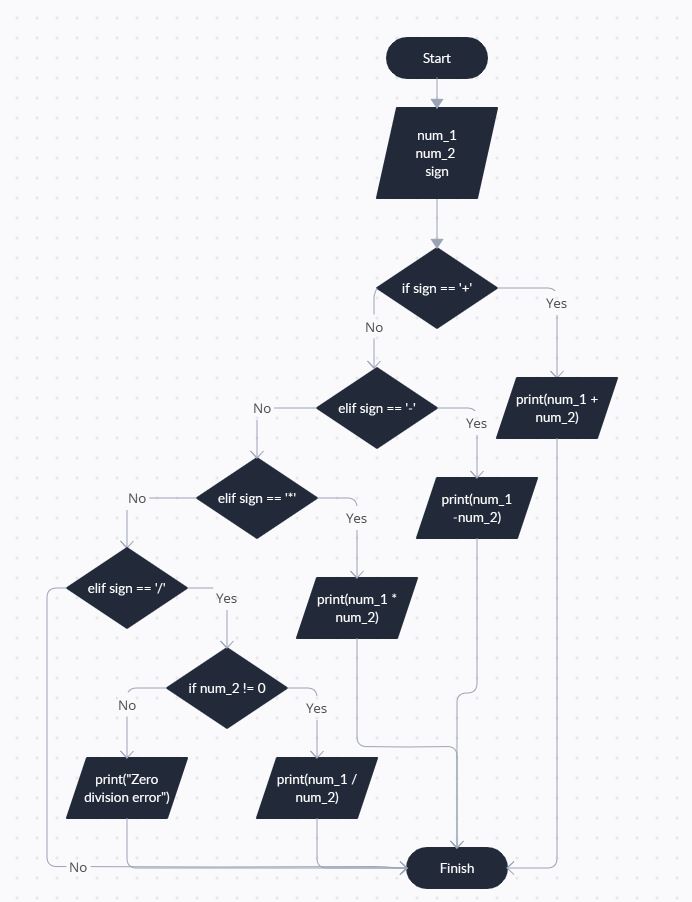 Start
num_1
num_2
sign
if sign == '+'
Yes
No
elif sign == '-'
print(num_1 +
num_2)
No
Yes
elif sign == '*'
print(num_1
-num_2)
No
Yes
elif sign == '/'
print(num_1 *
num_2)
Yes
if num_2 != 0
No
Yes
print("Zero
division error")
print(num_1 /
num_2)
No
Finish